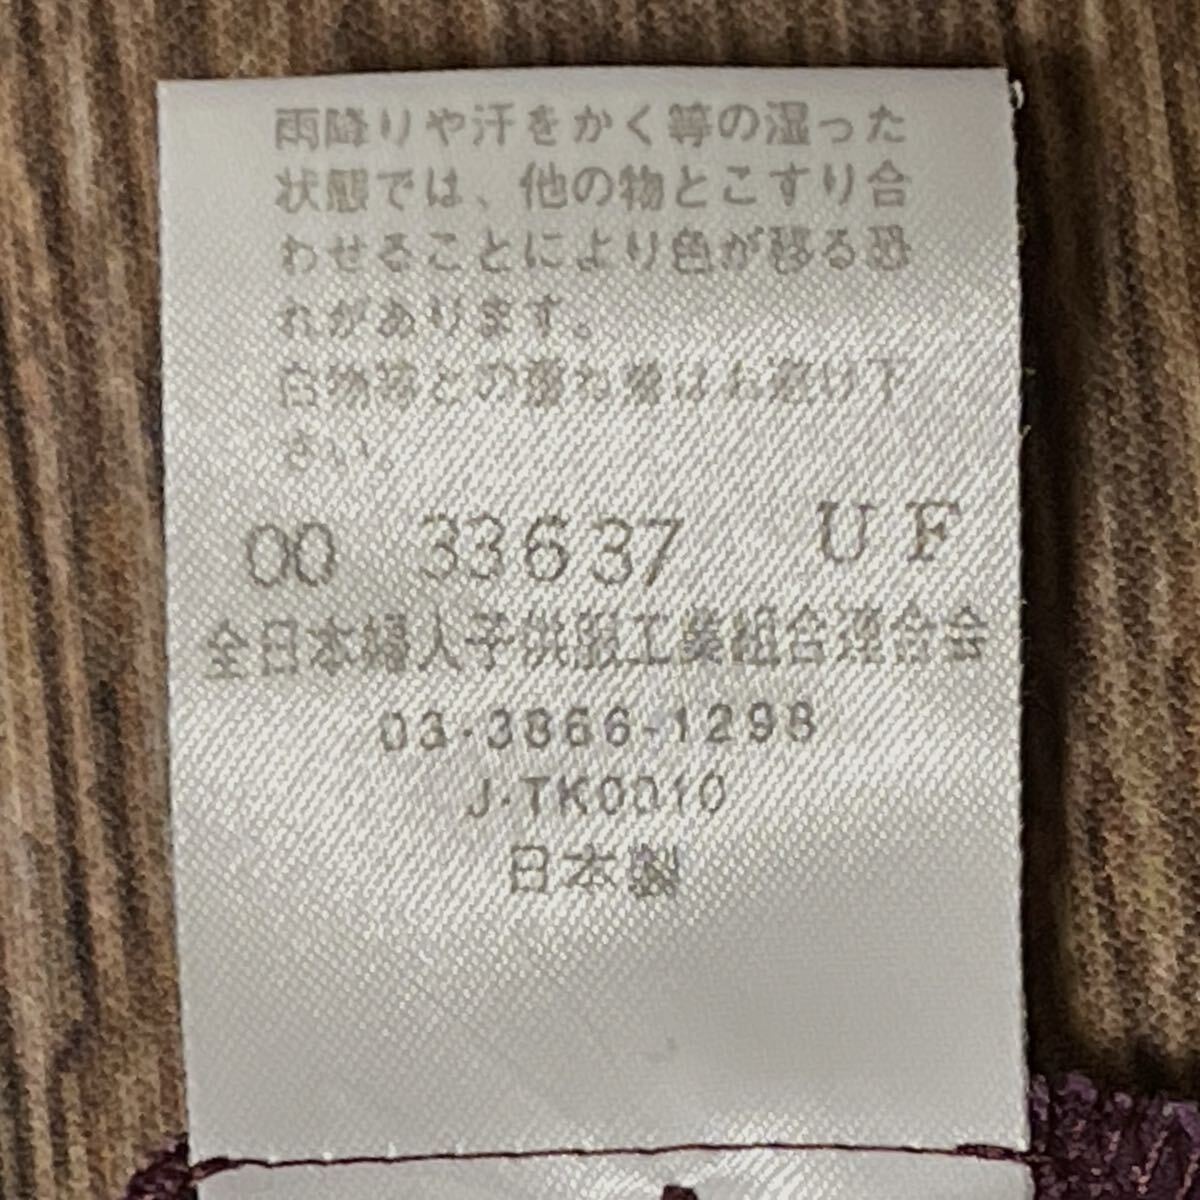 雨降りや汗をかく等の湿った
状態では、他の物とこすり合
わせることにより色が移る恐
れがあります。
白物等との重ね着はお避け下
さい。
00 33637 UF
全日本婦人子供服工業組合連合会
03-3866-1298
J-TK0010
日本製